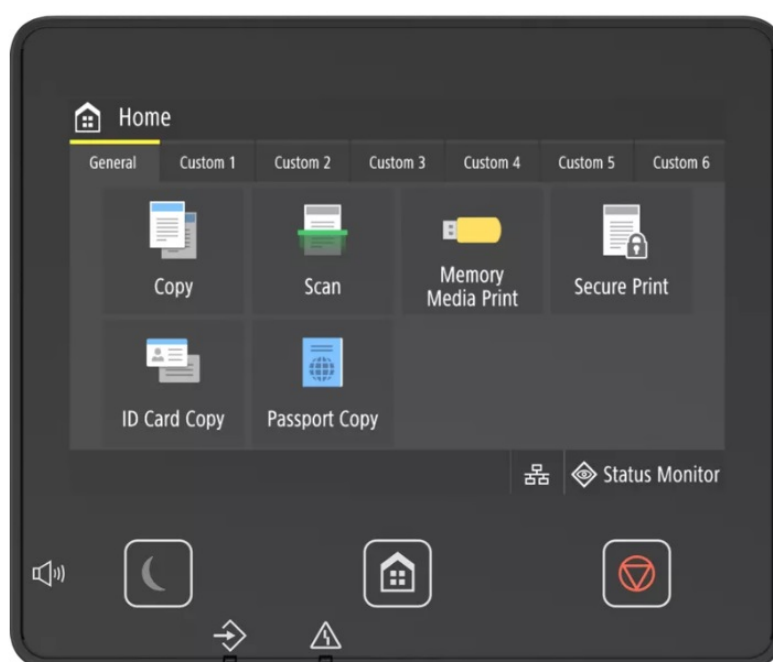 Home
General Custom 1 Custom 2 Custom 3 Custom 4 Custom 5 Custom 6
Copy Scan Memory Media Print Secure Print
ID Card Copy Passport Copy
Status Monitor